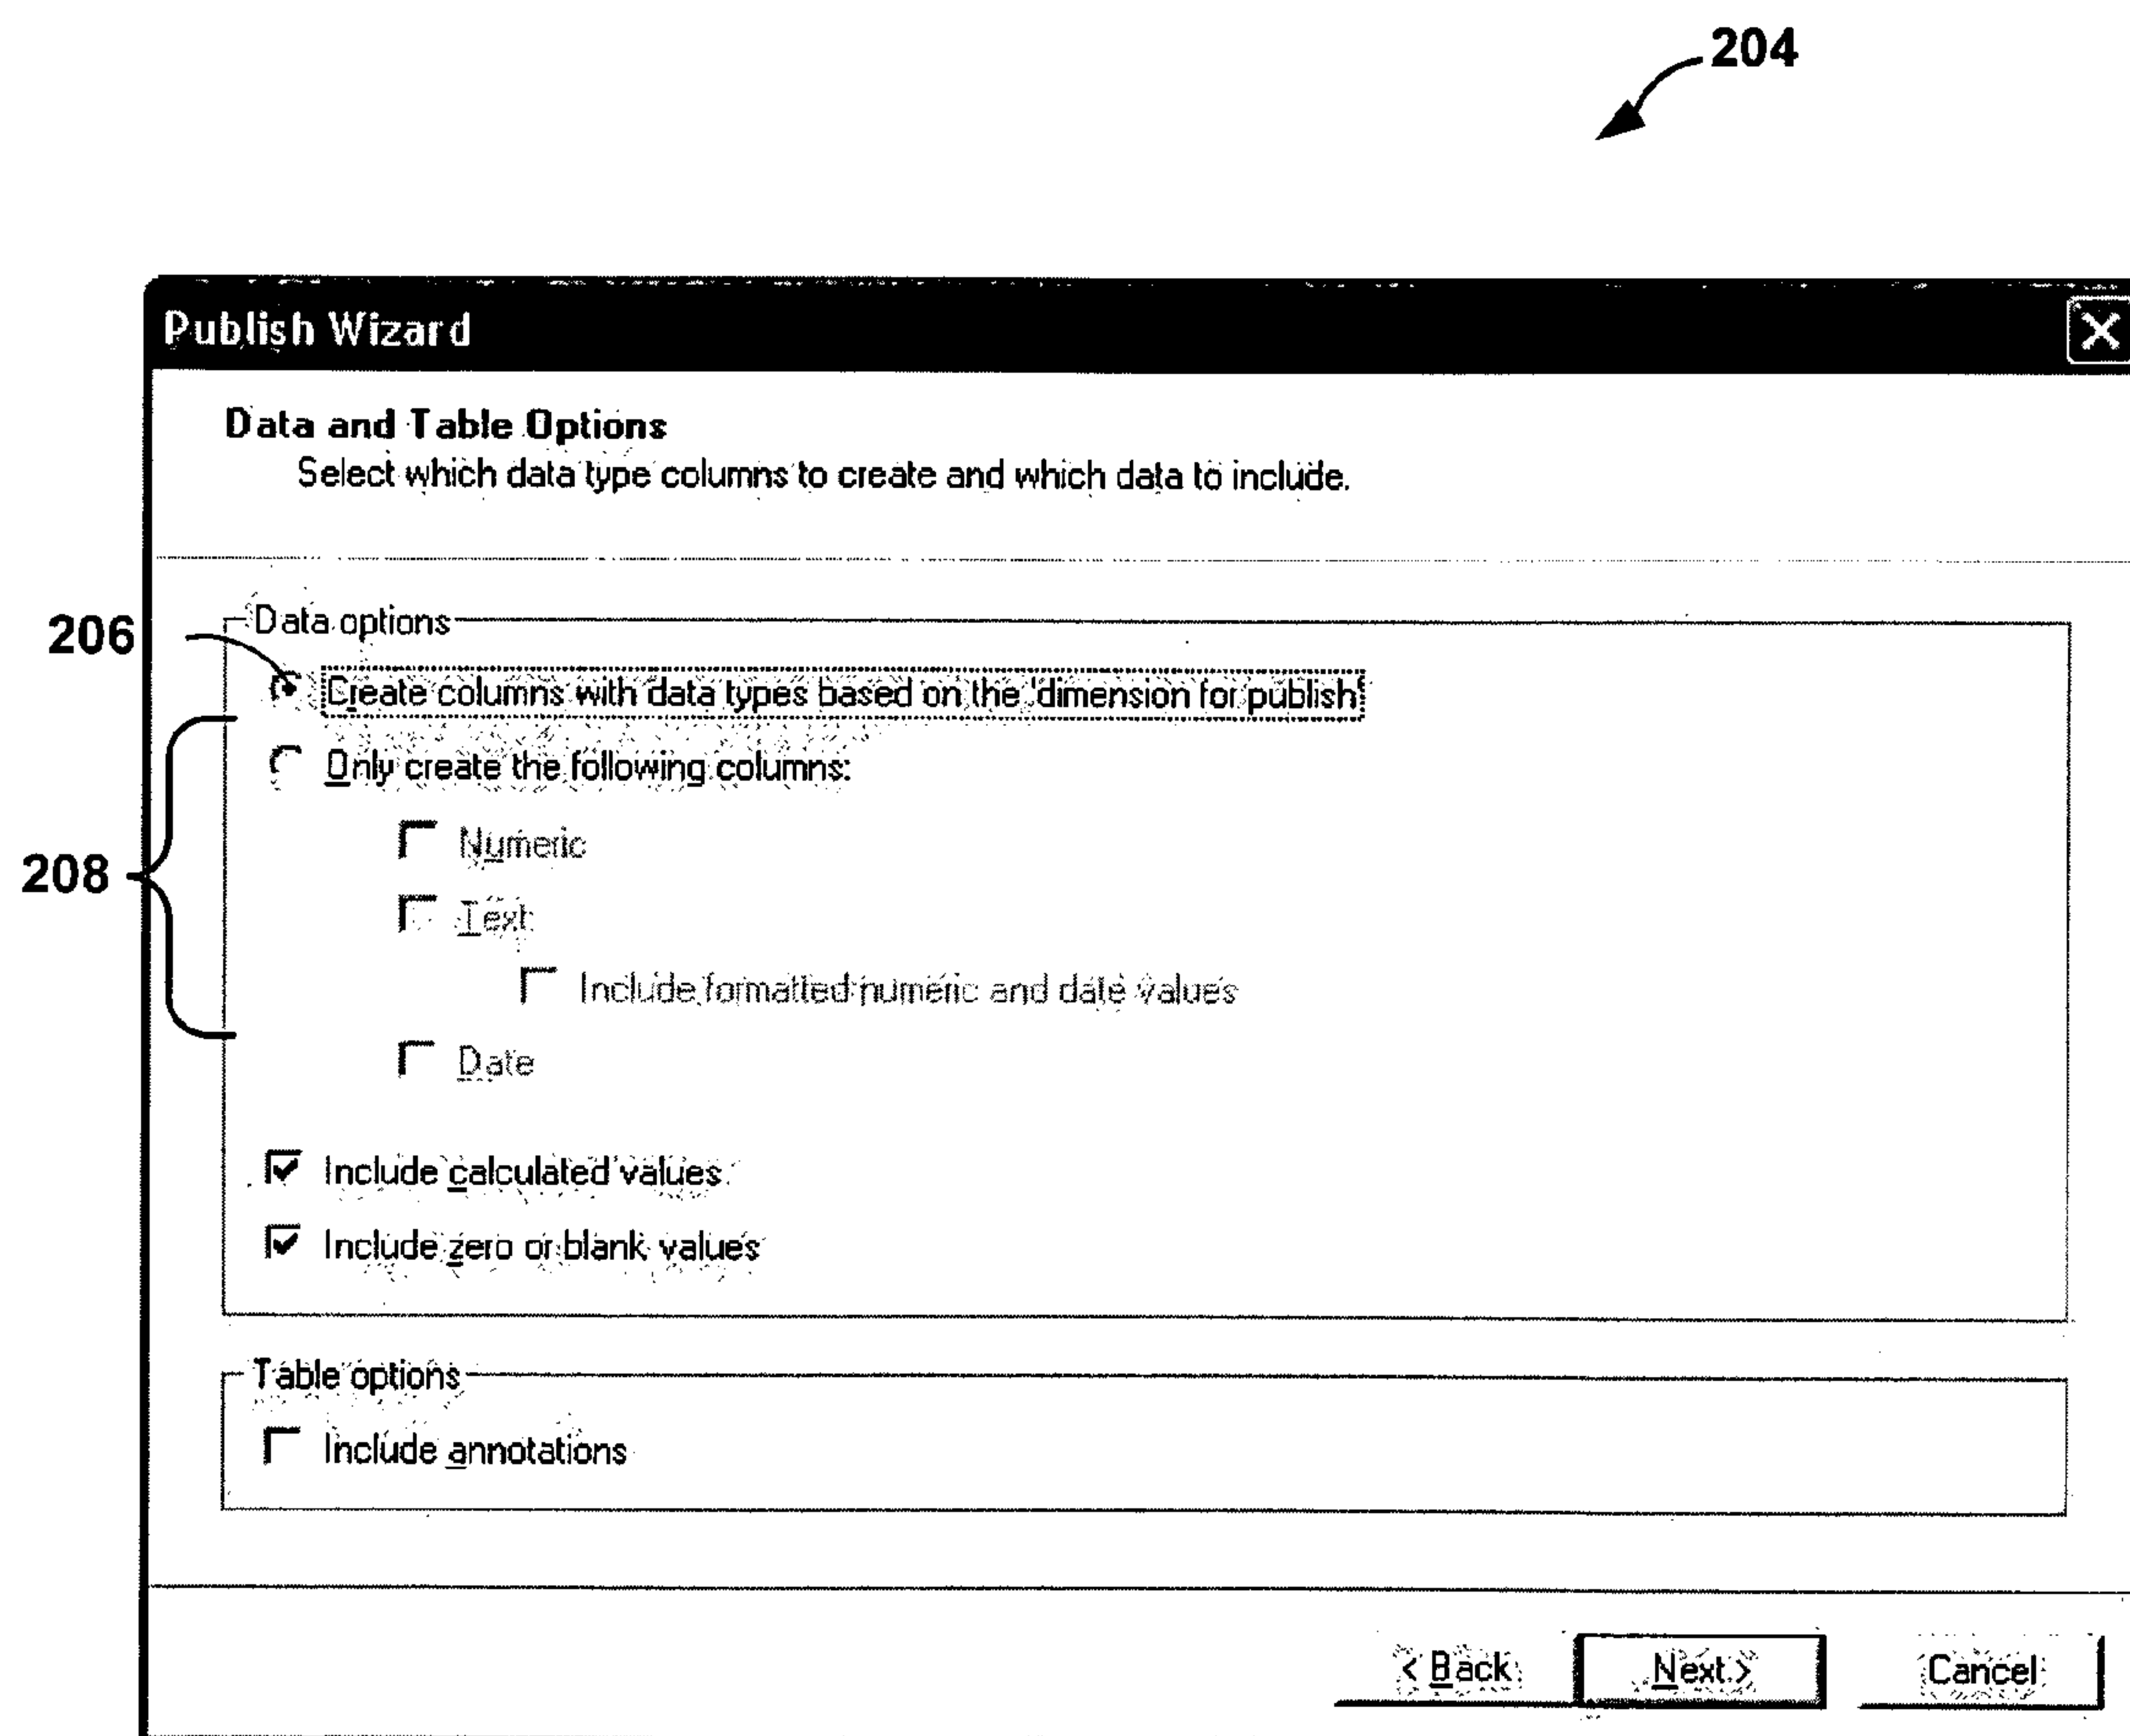 204
Publish Wizard
Data and Table Options
Select which data type columns to create and which data to include.
Data options
206
Create columns with data types based on the 'dimension for publish'
Only create the following columns:
Numeric
208
Text
Include formatted numeric and date values
Date
Include calculated values
Include zero or blank values
Table options
Include annotations
< Back
Next >
Cancel